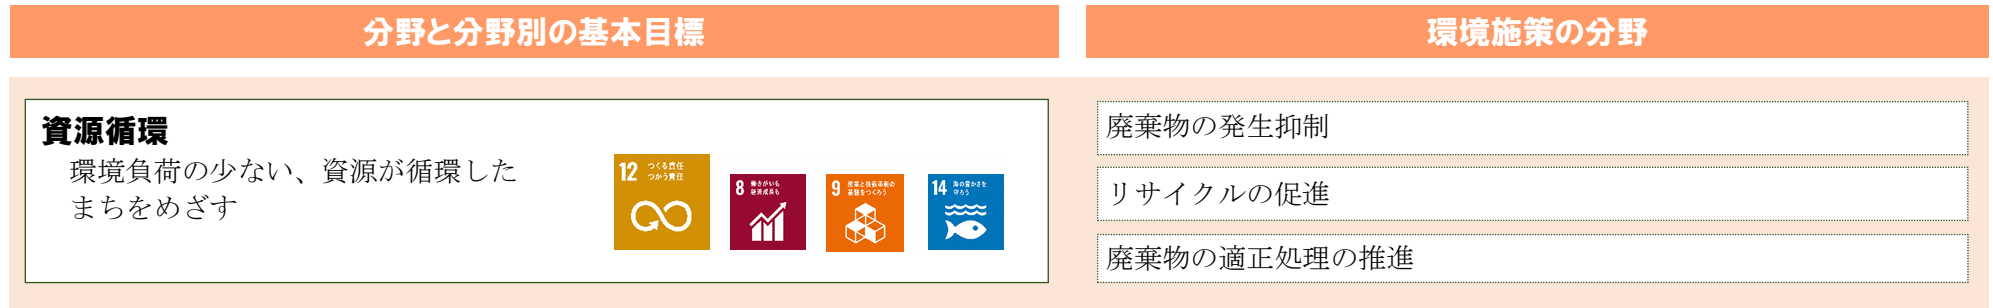 分野と分野別の基本目標
環境施策の分野
資源循環
環境負荷の少ない、資源が循環した
まちをめざす
12 つくる責任
つかう責任
8 働きがいも
経済成長も
9 産業と技術革新の
基盤をつくろう
14 海の豊かさを
守ろう
廃棄物の発生抑制
リサイクルの促進
廃棄物の適正処理の推進